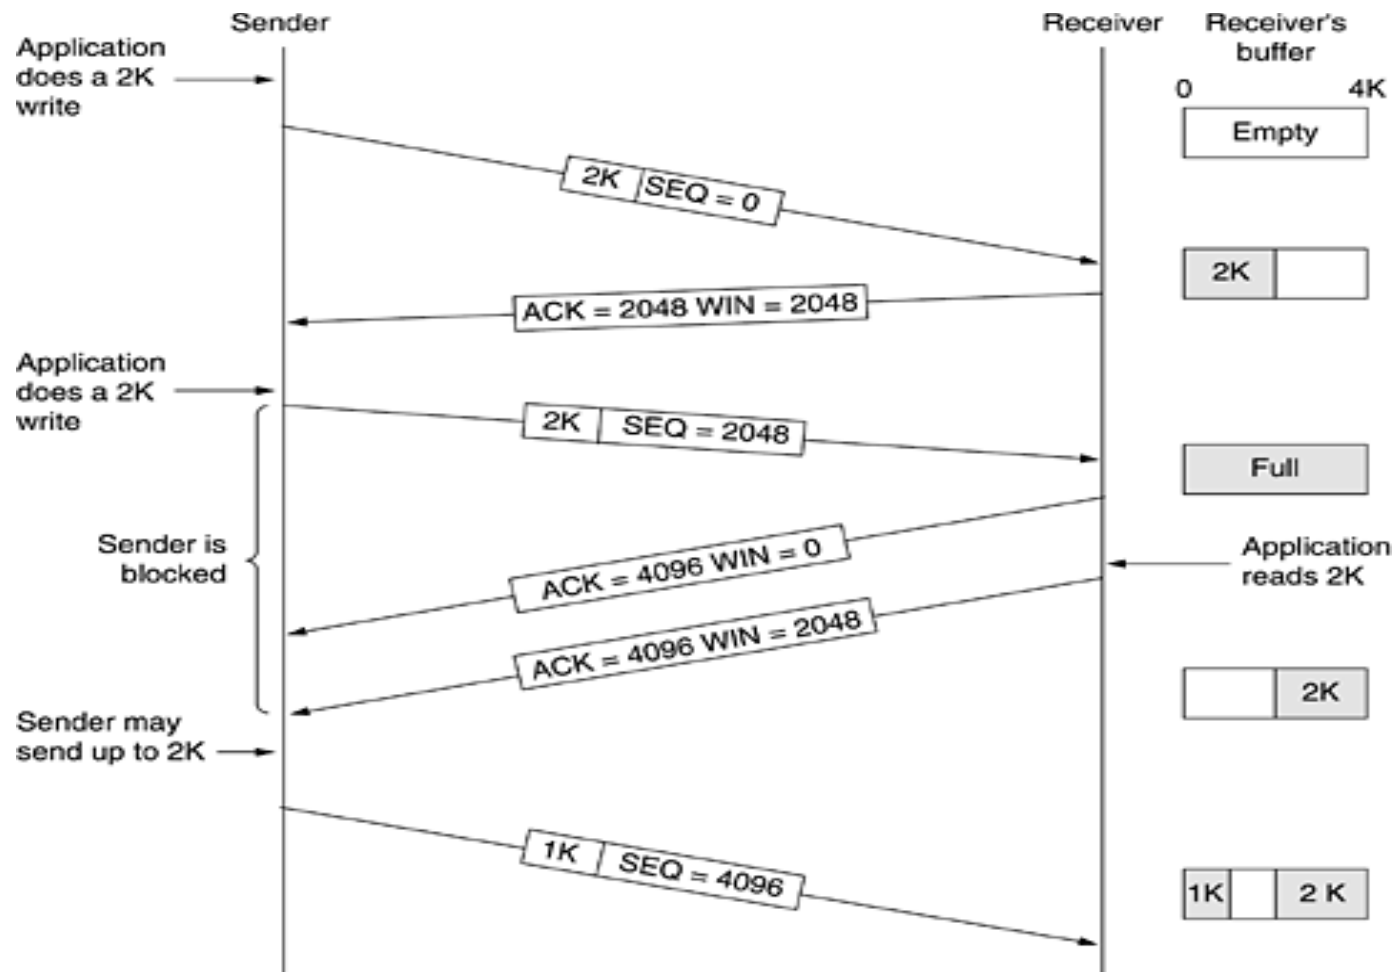 Sender
Receiver
Receiver's
buffer
Application
does a 2K
write
0
4K
Empty
2K
SEQ = 0
2K
ACK = 2048 WIN = 2048
Application
does a 2K
write
2K
SEQ = 2048
Full
Sender is
blocked
ACK = 4096 WIN = 0
Application
reads 2K
ACK = 4096 WIN = 2048
2K
Sender may
send up to 2K
1K
SEQ = 4096
1K
2 K